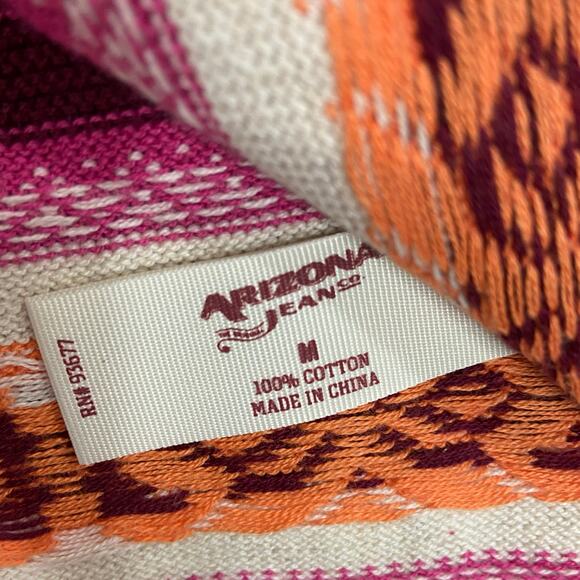 ARIZONA
JEAN CO
M
100% COTTON
MADE IN CHINA
RN# 93677